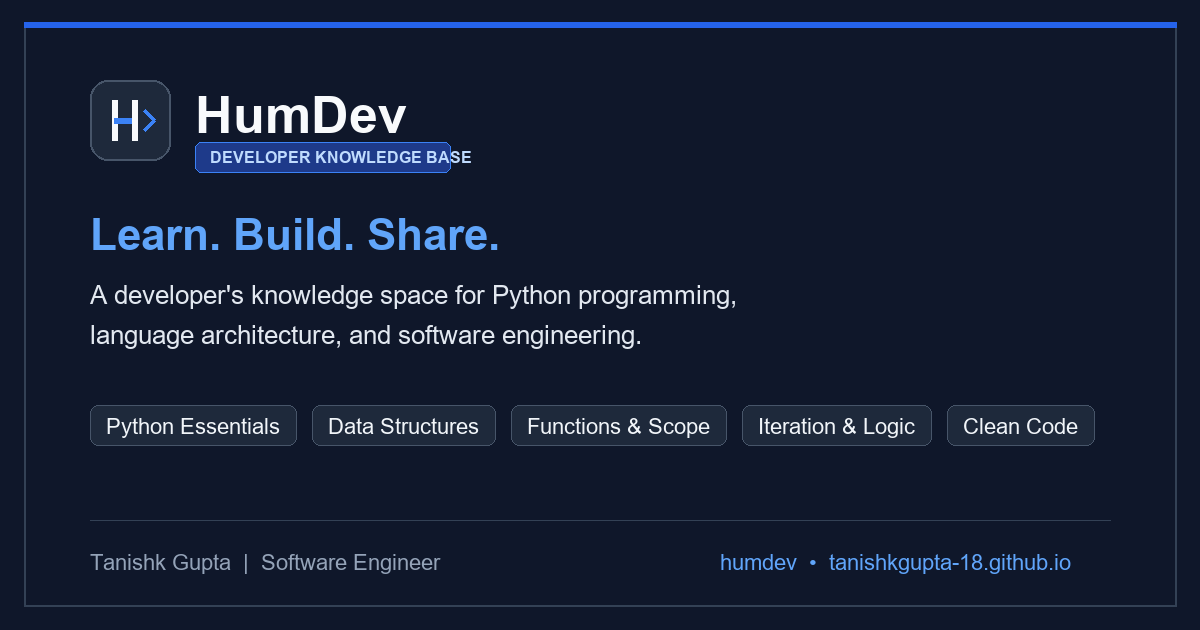 H>
HumDev
DEVELOPER KNOWLEDGE BASE
Learn. Build. Share.
A developer's knowledge space for Python programming,
language architecture, and software engineering.
Python Essentials Data Structures Functions & Scope Iteration & Logic Clean Code
Tanishk Gupta | Software Engineer humdev • tanishkgupta-18.github.io